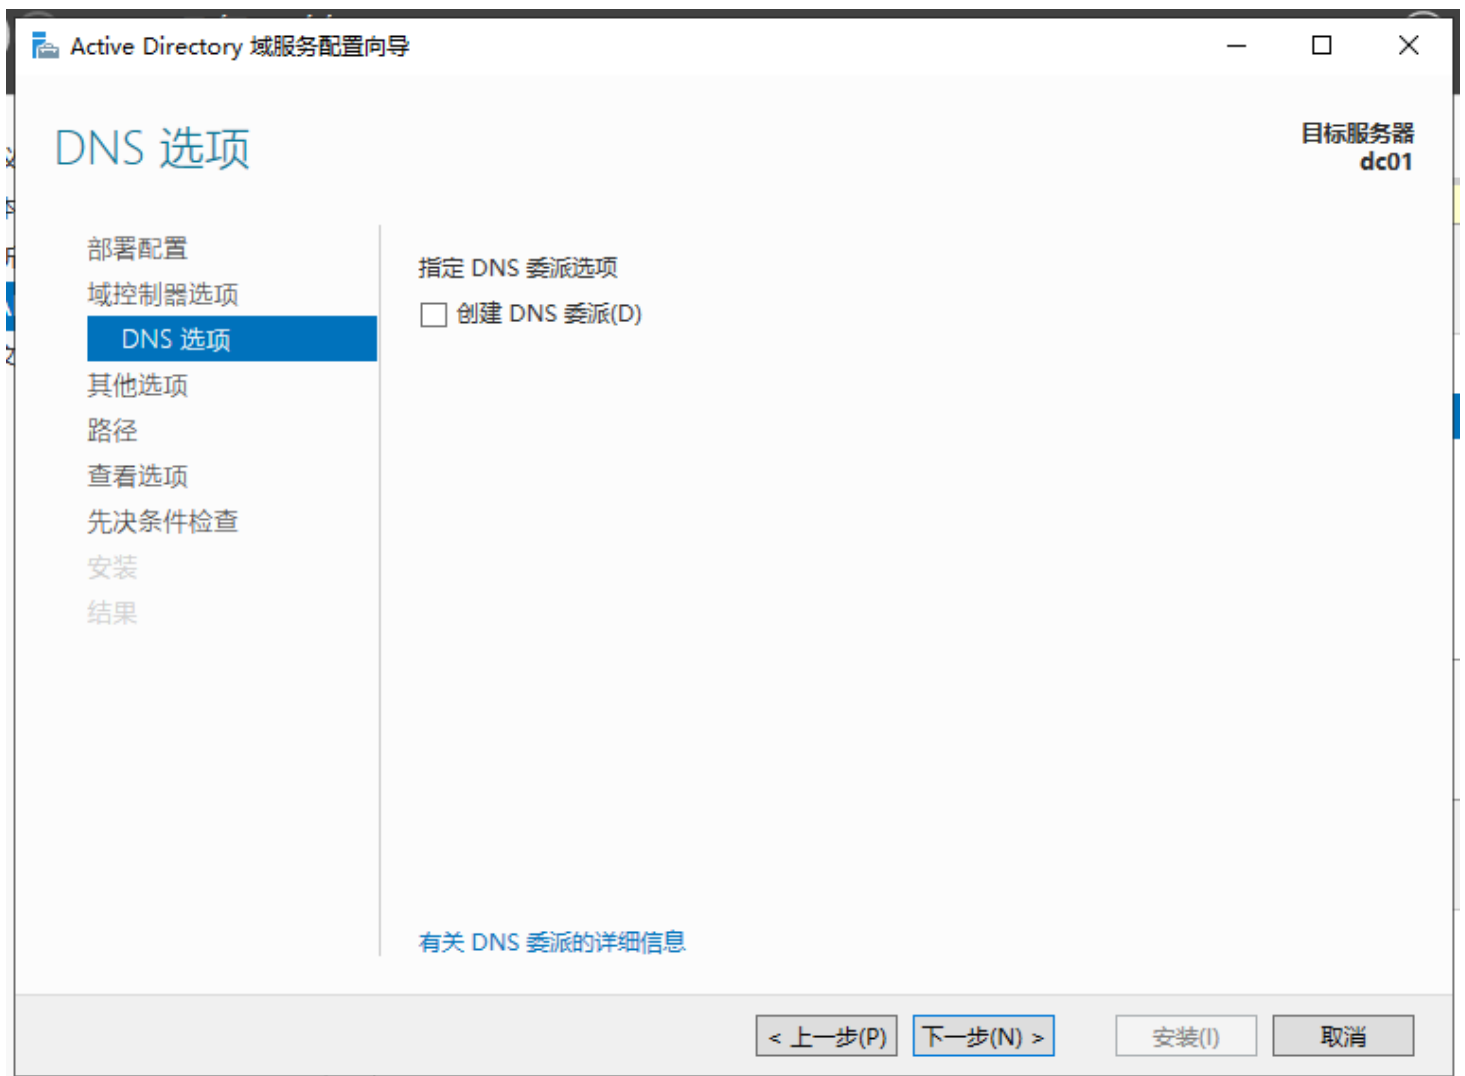 Active Directory 域服务配置向导
DNS 选项
目标服务器
dc01
部署配置
域控制器选项
DNS 选项
其他选项
路径
查看选项
先决条件检查
安装
结果
指定 DNS 委派选项
创建 DNS 委派(D)
有关 DNS 委派的详细信息
< 上一步(P)
下一步(N) >
安装(I)
取消